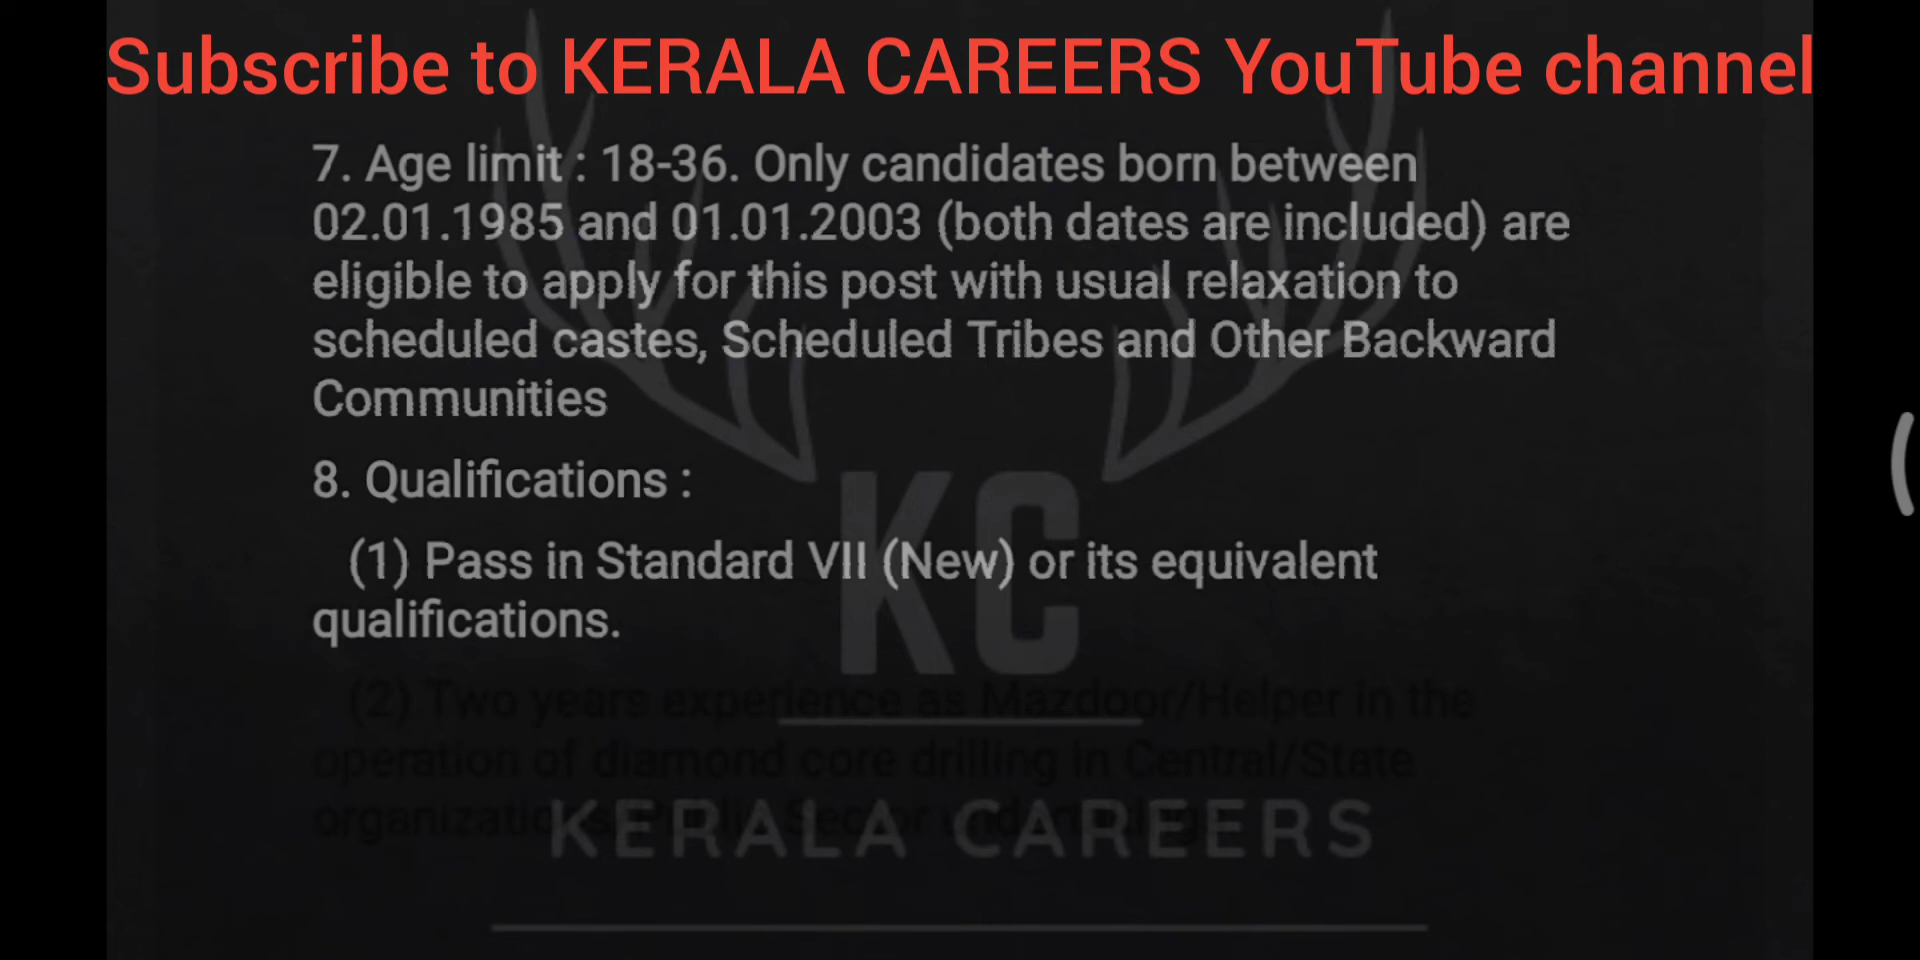 Subscribe to KERALA CAREERS YouTube channel
7. Age limit : 18-36. Only candidates born between
02.01.1985 and 01.01.2003 (both dates are included) are
eligible to apply for this post with usual relaxation to
scheduled castes, Scheduled Tribes and Other Backward
Communities
8. Qualifications :
(1) Pass in Standard VII (New) or its equivalent
qualifications.
KC
(2) Two years experience as Mazdoor/Helper in the
operation of diamond core drilling in Central/State
KERALA CAREERS